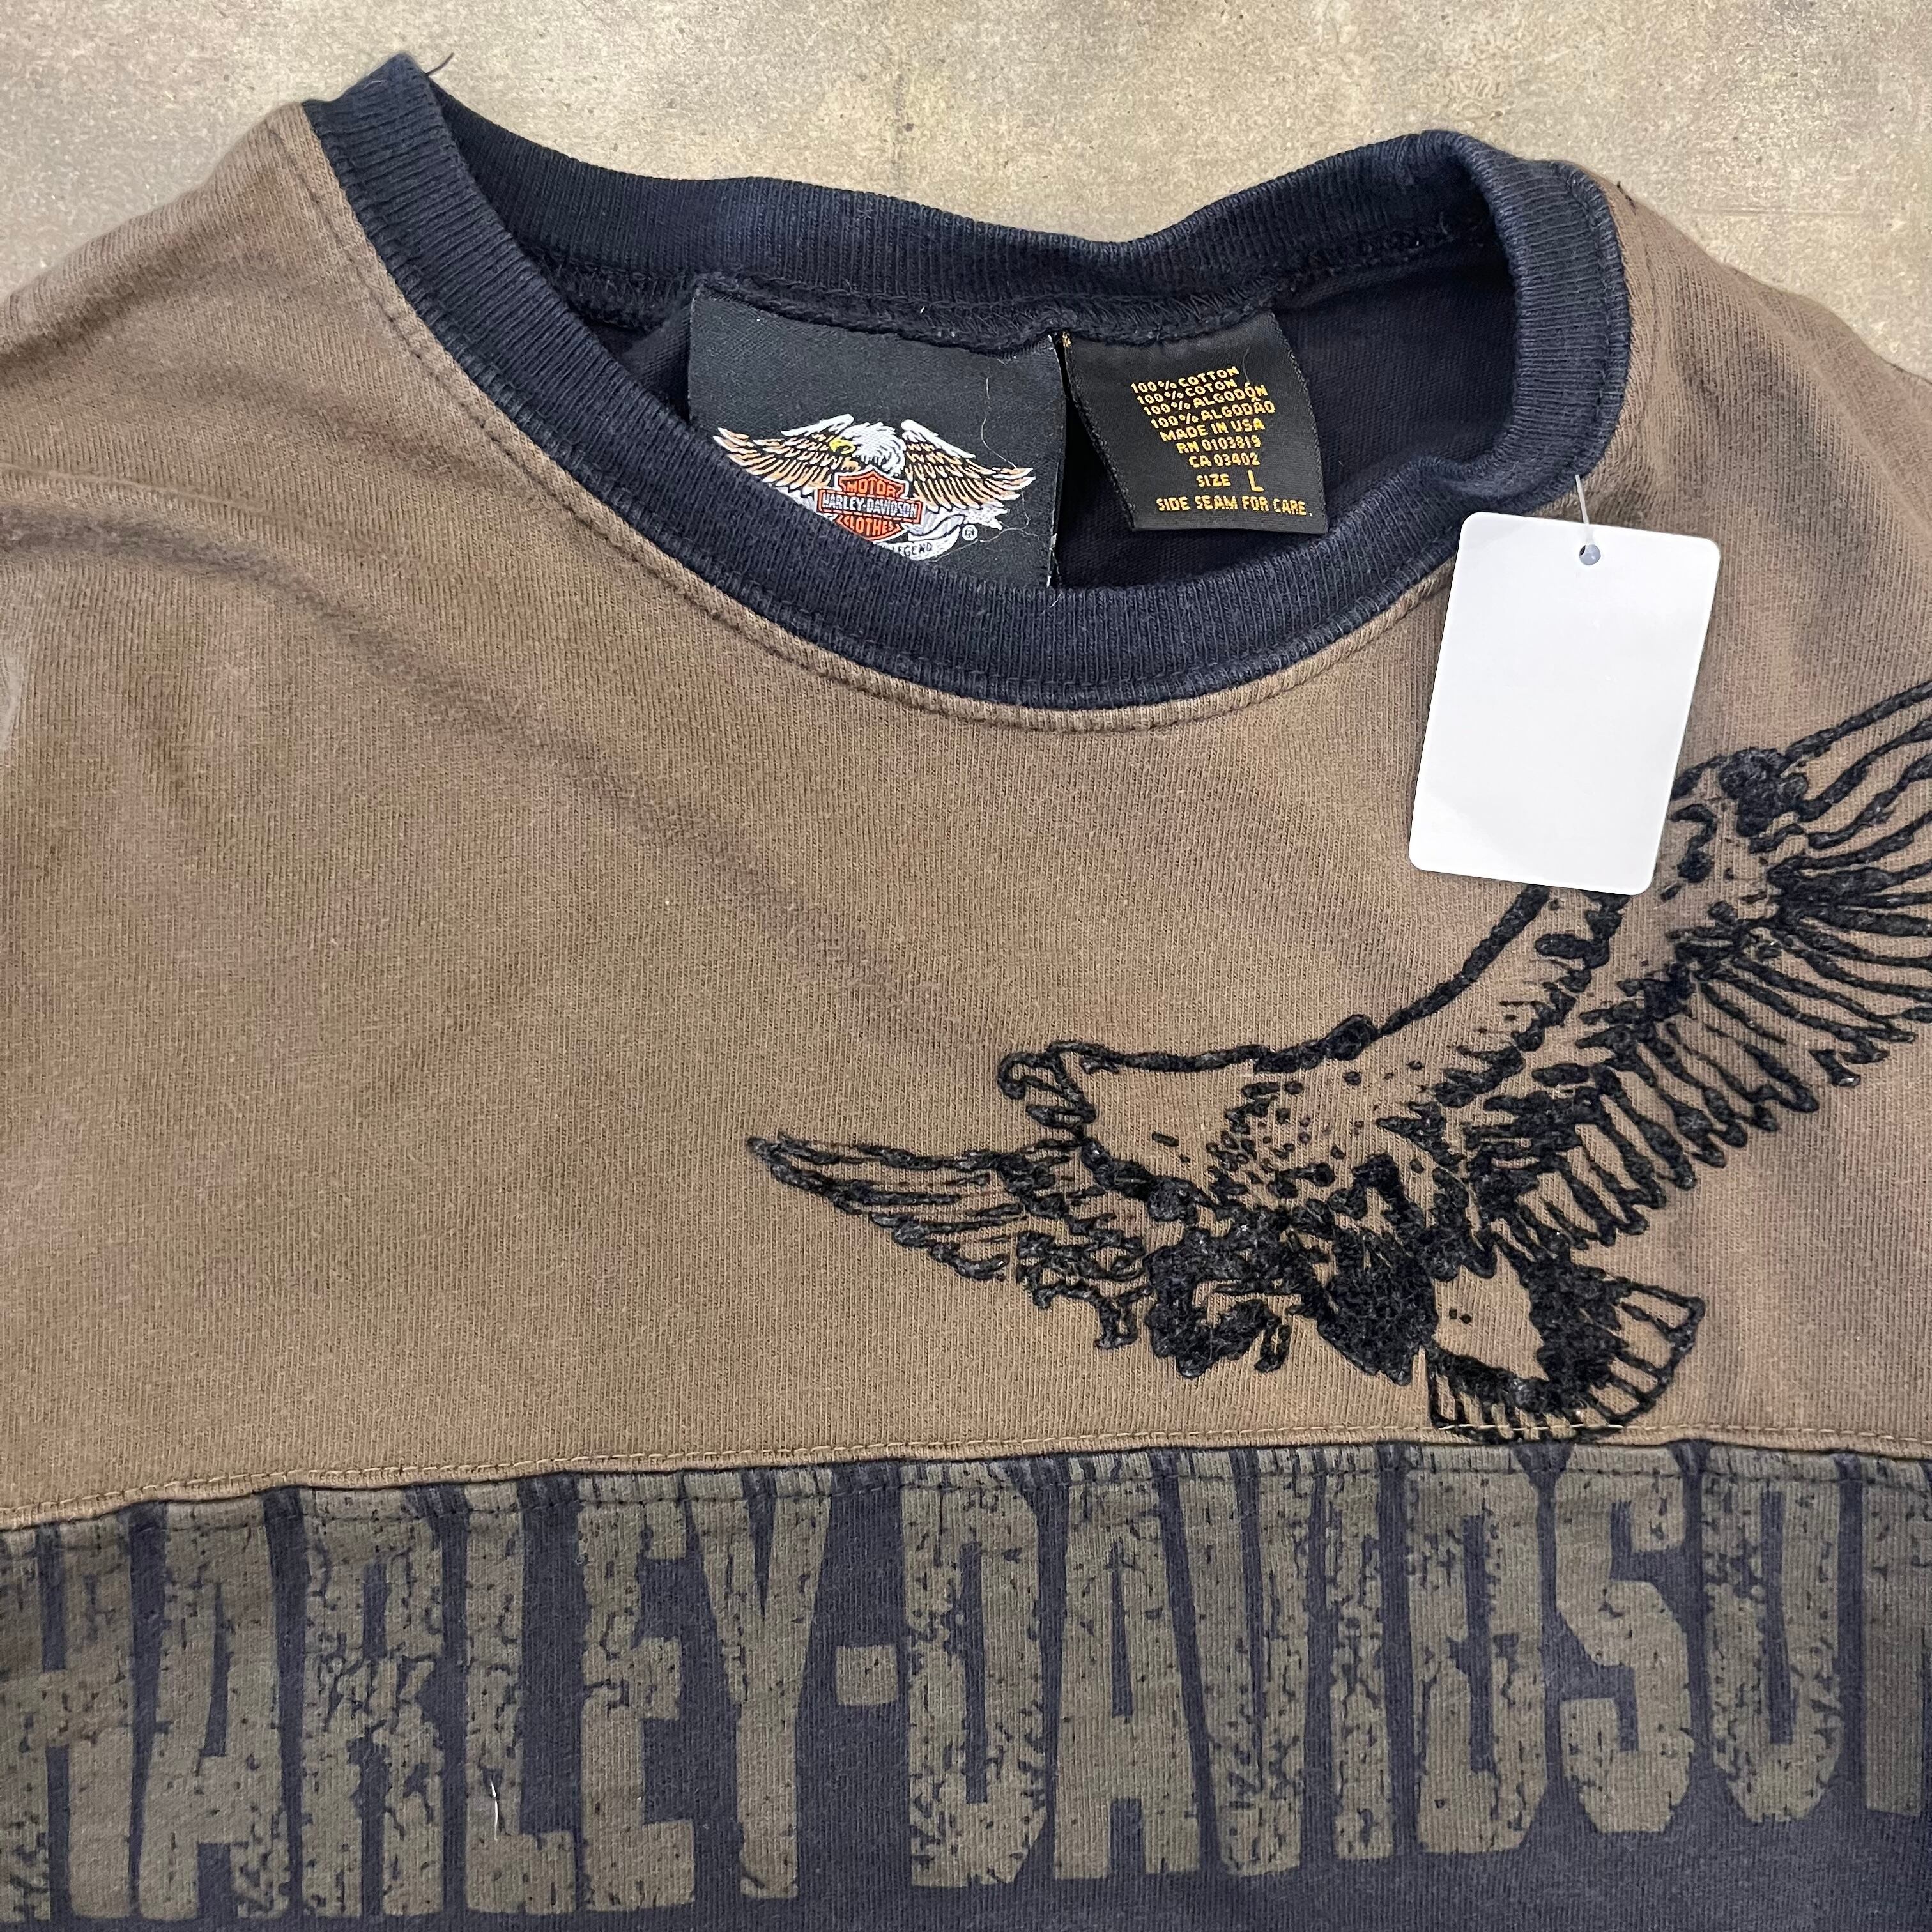 MOTOR
HARLEY-DAVIDSON
CLOTHES
LEGEND
®
100% COTTON
100% COTON
100% ALGODÓN
100% ALGODÃO
MADE IN USA
RN 0103819
CA 03402
SIZE L
SIDE SEAM FOR CARE.
HARLEY-DAVIDSO